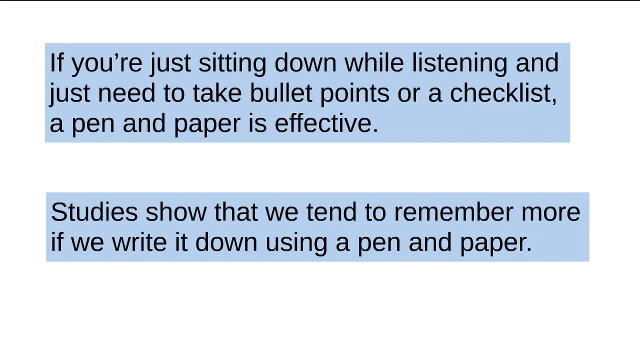 If you’re just sitting down while listening and
just need to take bullet points or a checklist,
a pen and paper is effective.
Studies show that we tend to remember more
if we write it down using a pen and paper.